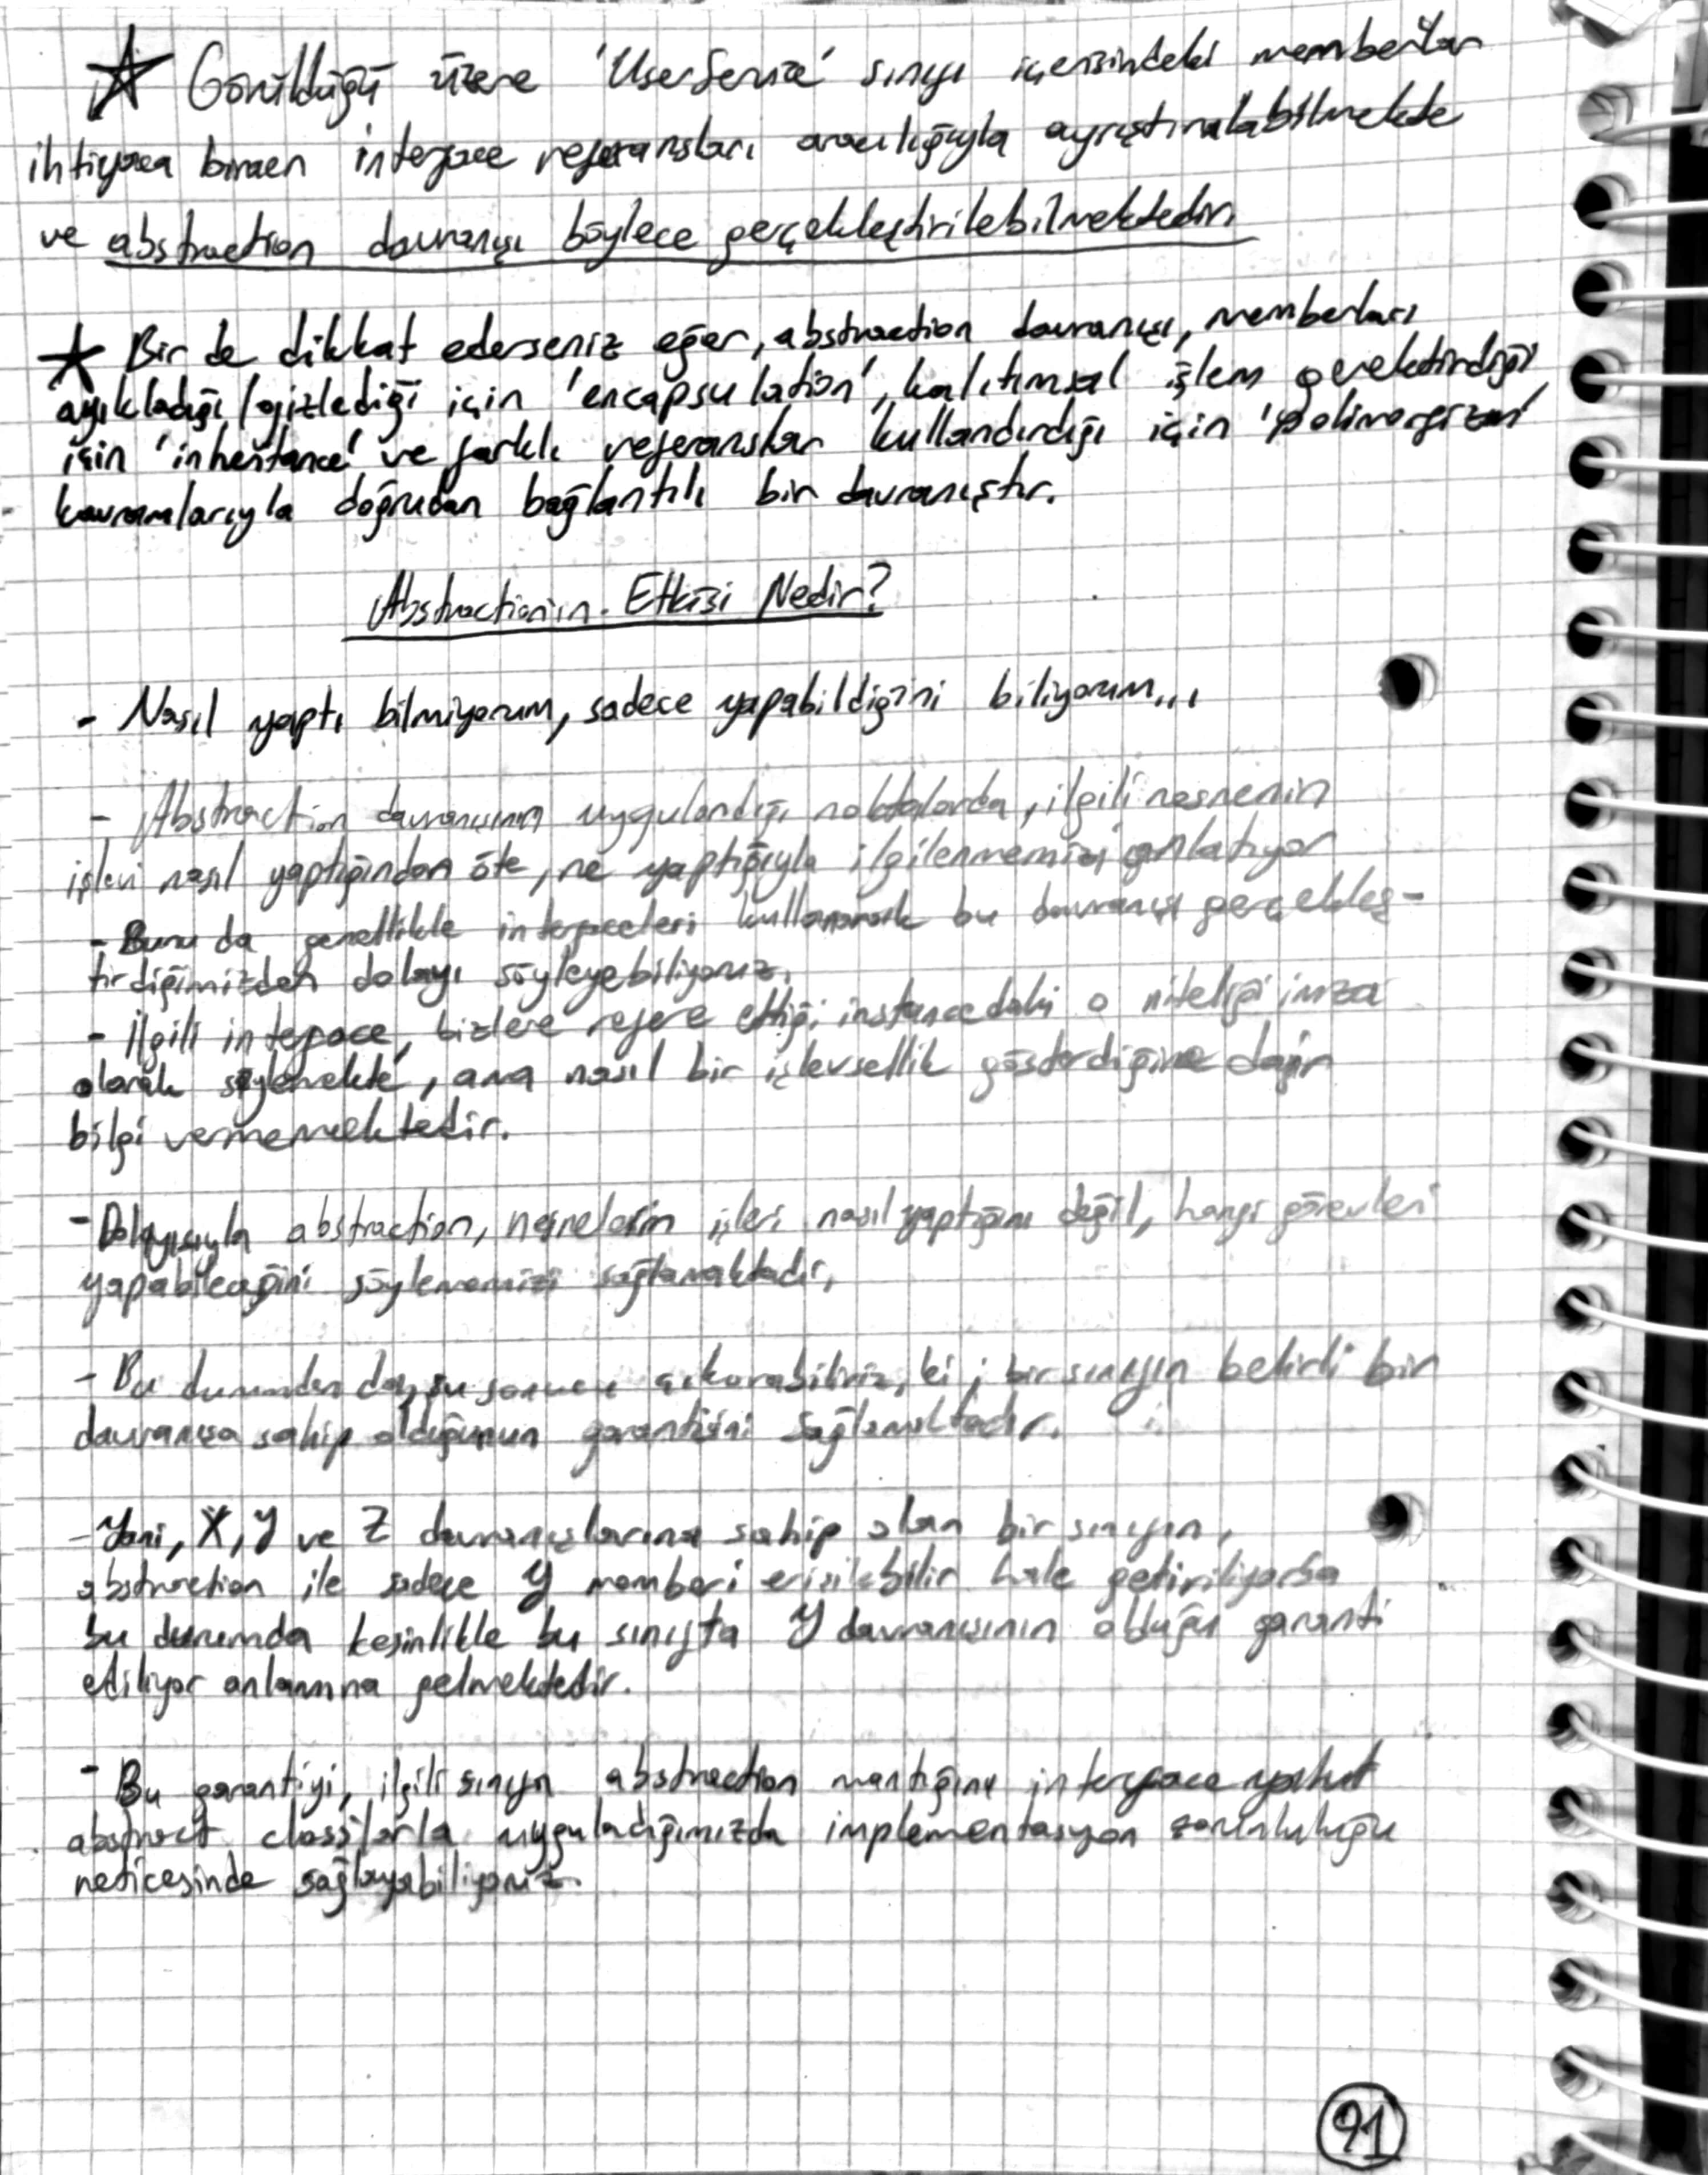 ☆ Görüldüğü üzere 'UserService' sınıfı içerisindeki memberlar
ihtiyaca binaen interface referansları aracılığıyla ayrıştırılabilmekte
ve abstraction davranışı böylece gerçekleştirilebilmektedir.
★ Bir de dikkat ederseniz eğer, abstraction davranışı, memberları
ayıkladığı/gizlediği için 'encapsulation', kalıtımsal işlem gerektirdiği
için 'inheritance' ve farklı referanslar kullandırdığı için 'polimorfizm'
kavramlarıyla doğrudan bağlantılı bir davranıştır.
Abstraction'ın Etkisi Nedir?
- Nasıl yaptı bilmiyorum, sadece yapabildiğini biliyorum...
- Abstraction davranışının uygulandığı noktalarda, ilgili nesnenin
işlevi nasıl yaptığından öte, ne yaptığıyla ilgilenmemizi anlatıyor
- Bunu da genellikle interfaceleri kullanarak bu davranışı gerçekleş-
tirdiğimizden dolayı söyleyebiliyoruz.
- İlgili interface, bizlere refere ettiği instancedaki o niteliği imza
olarak söylemekte, ama nasıl bir işlevsellik gösterdiğine dair
bilgi vermemektedir.
- Dolayısıyla abstraction, nesnelerin işleri nasıl yaptığını değil, hangi görevleri
yapabileceğini söylememizi sağlamaktadır.
- Bu durumdan da şu sonucu çıkarabiliriz, ki ; bir sınıfın belirli bir
davranışa sahip olduğunun garantisini sağlamaktadır.
- Yani, X, Y ve Z davranışlarına sahip olan bir sınıfın,
abstraction ile sadece Y memberi erişilebilir hale getiriliyorsa
bu durumda kesinlikle bu sınıfta Y davranışının olduğu garanti
ediliyor anlamına gelmektedir.
- Bu garantiyi, ilgili sınıfın abstraction mantığını interface yahut
abstract classlarla uyguladığımızda implementasyon zorunluluğu
neticesinde sağlayabiliyoruz.
91